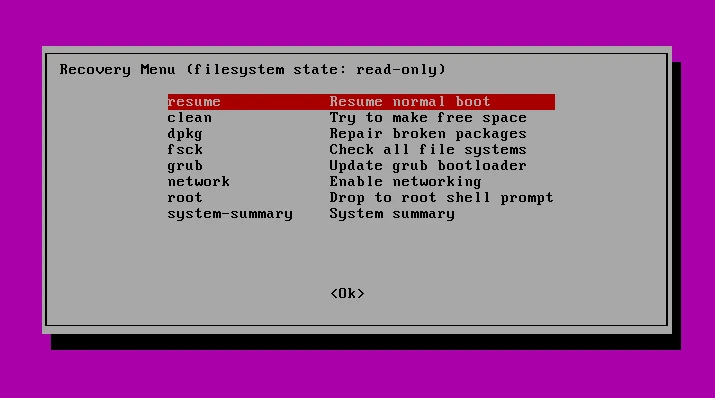 Recovery Menu (filesystem state: read-only)
resume Resume normal boot
clean Try to make free space
dpkg Repair broken packages
fsck Check all file systems
grub Update grub bootloader
network Enable networking
root Drop to root shell prompt
system-summary System summary
<Ok>